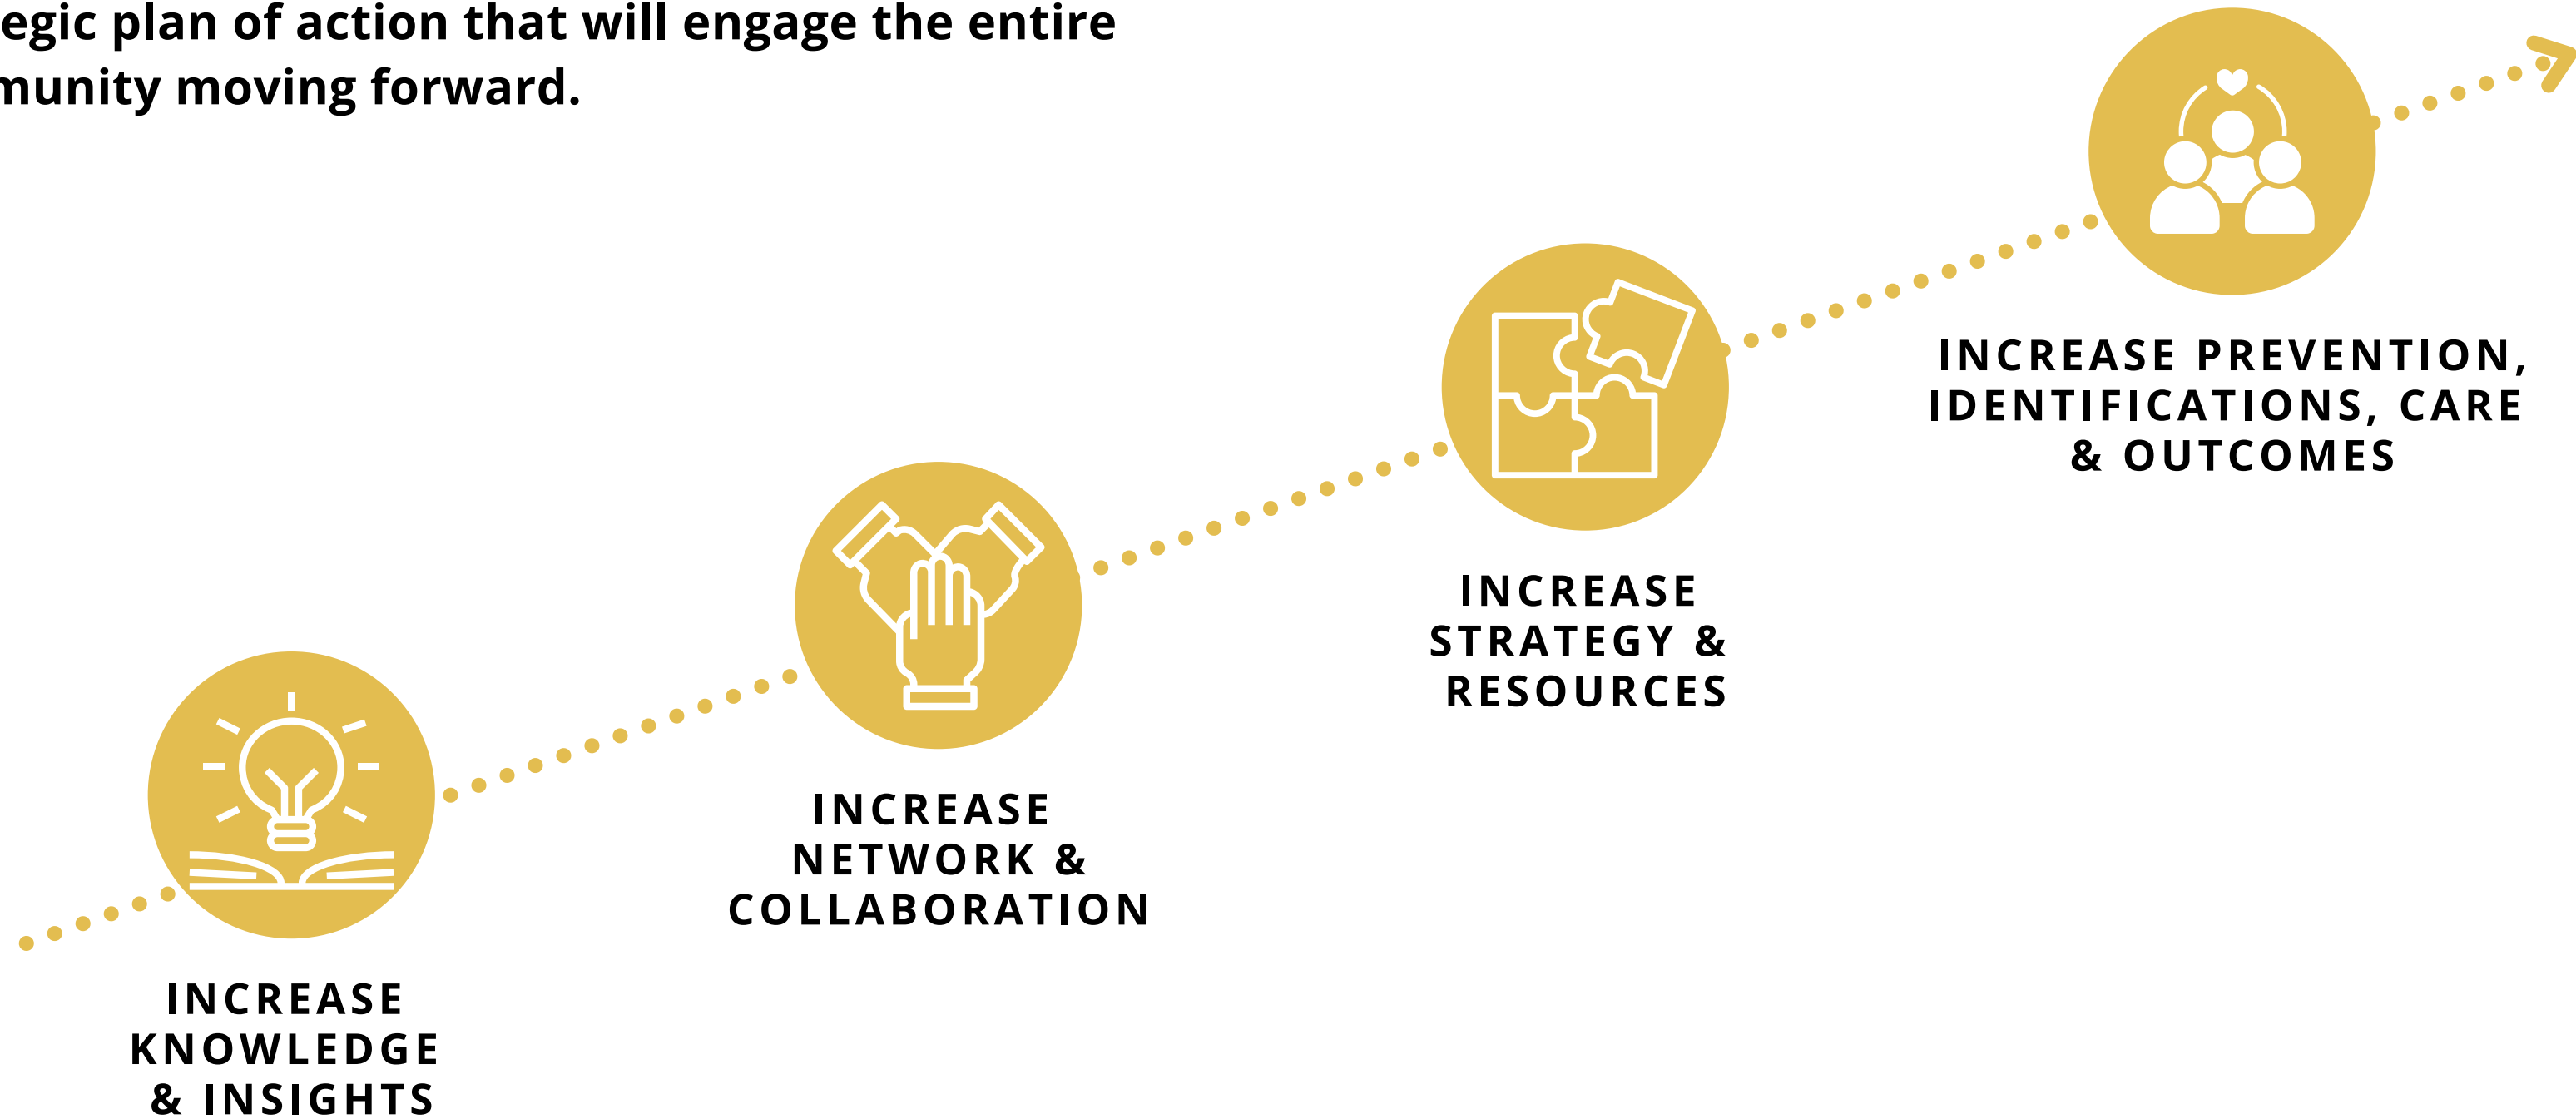 egic plan of action that will engage the entire
munity moving forward.
INCREASE
KNOWLEDGE
& INSIGHTS
INCREASE
NETWORK &
COLLABORATION
INCREASE
STRATEGY &
RESOURCES
INCREASE PREVENTION,
IDENTIFICATIONS, CARE
& OUTCOMES